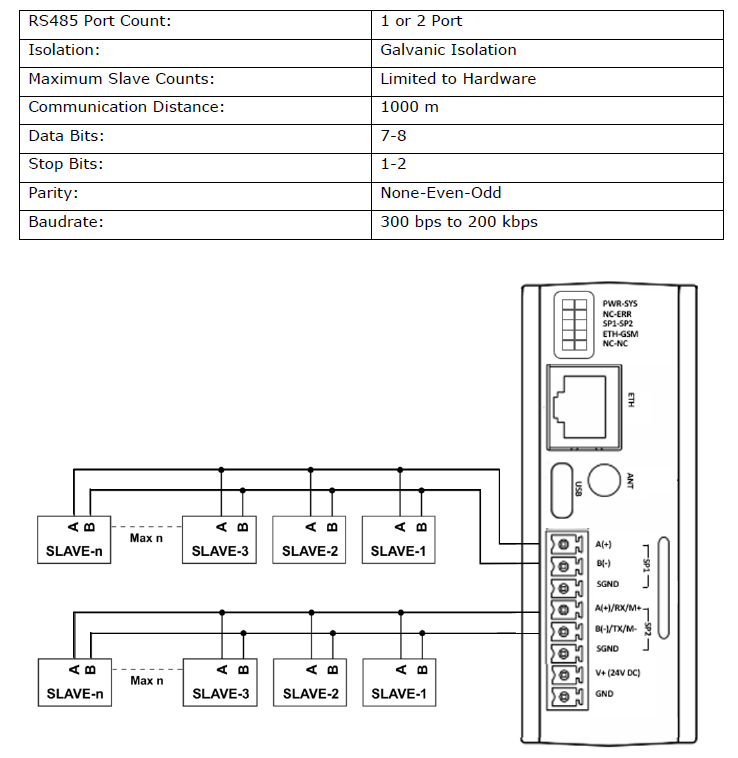 RS485 Port Count: 1 or 2 Port
Isolation: Galvanic Isolation
Maximum Slave Counts: Limited to Hardware
Communication Distance: 1000 m
Data Bits: 7-8
Stop Bits: 1-2
Parity: None-Even-Odd
Baudrate: 300 bps to 200 kbps
PWR-SYS
NC-ERR
SP1-SP2
ETH-GSM
NC-NC
ETH
USB
ANT
A B
SLAVE-n
Max n
A B
SLAVE-3
A B
SLAVE-2
A B
SLAVE-1
A(+)
B(-)
SGND
SP1
A(+)/RX/M+
B(-)/TX/M-
SGND
SP2
V+ (24V DC)
GND
A B
SLAVE-n
Max n
A B
SLAVE-3
A B
SLAVE-2
A B
SLAVE-1